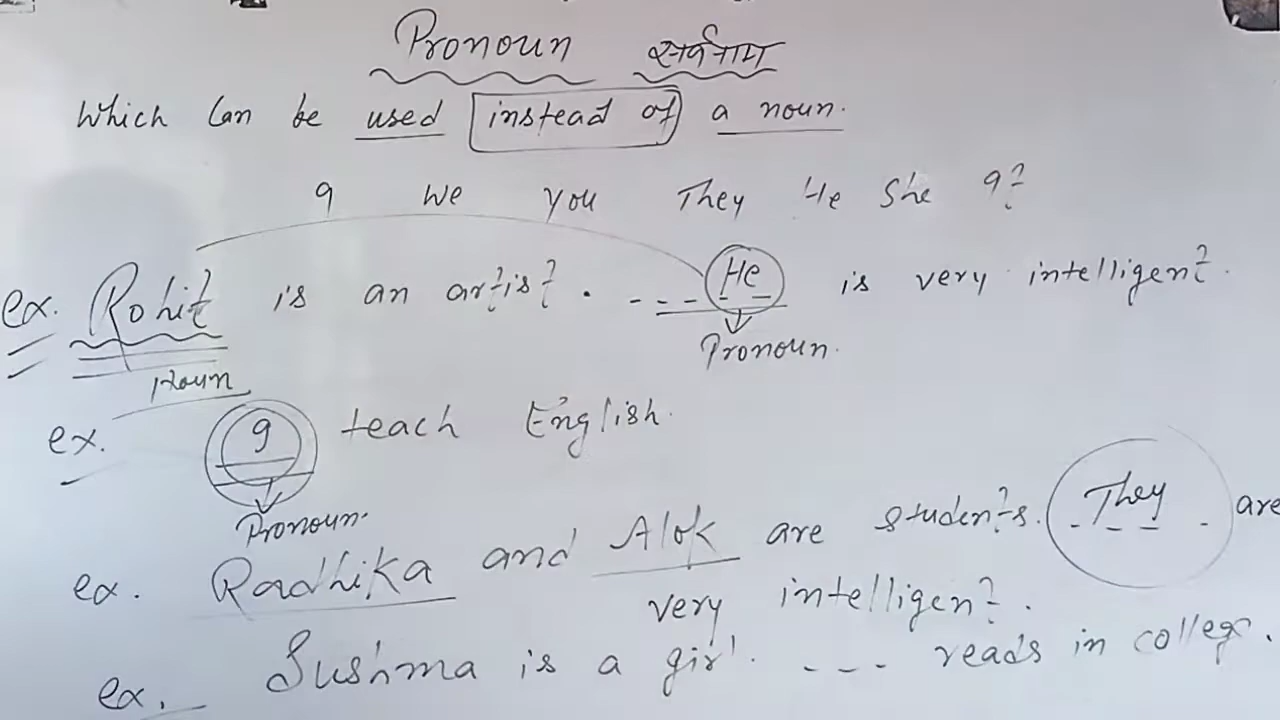 Pronoun सर्वनाम
Which Can be used instead of a noun.
I We you They He She It
ex. Rohit is an artist. ---He-- is very intelligent.
Pronoun.
Noun
ex. I teach English.
Pronoun.
ex. Radhika and Alok are students. They are
very intelligent.
ex. Sushma is a girl. --- reads in college.